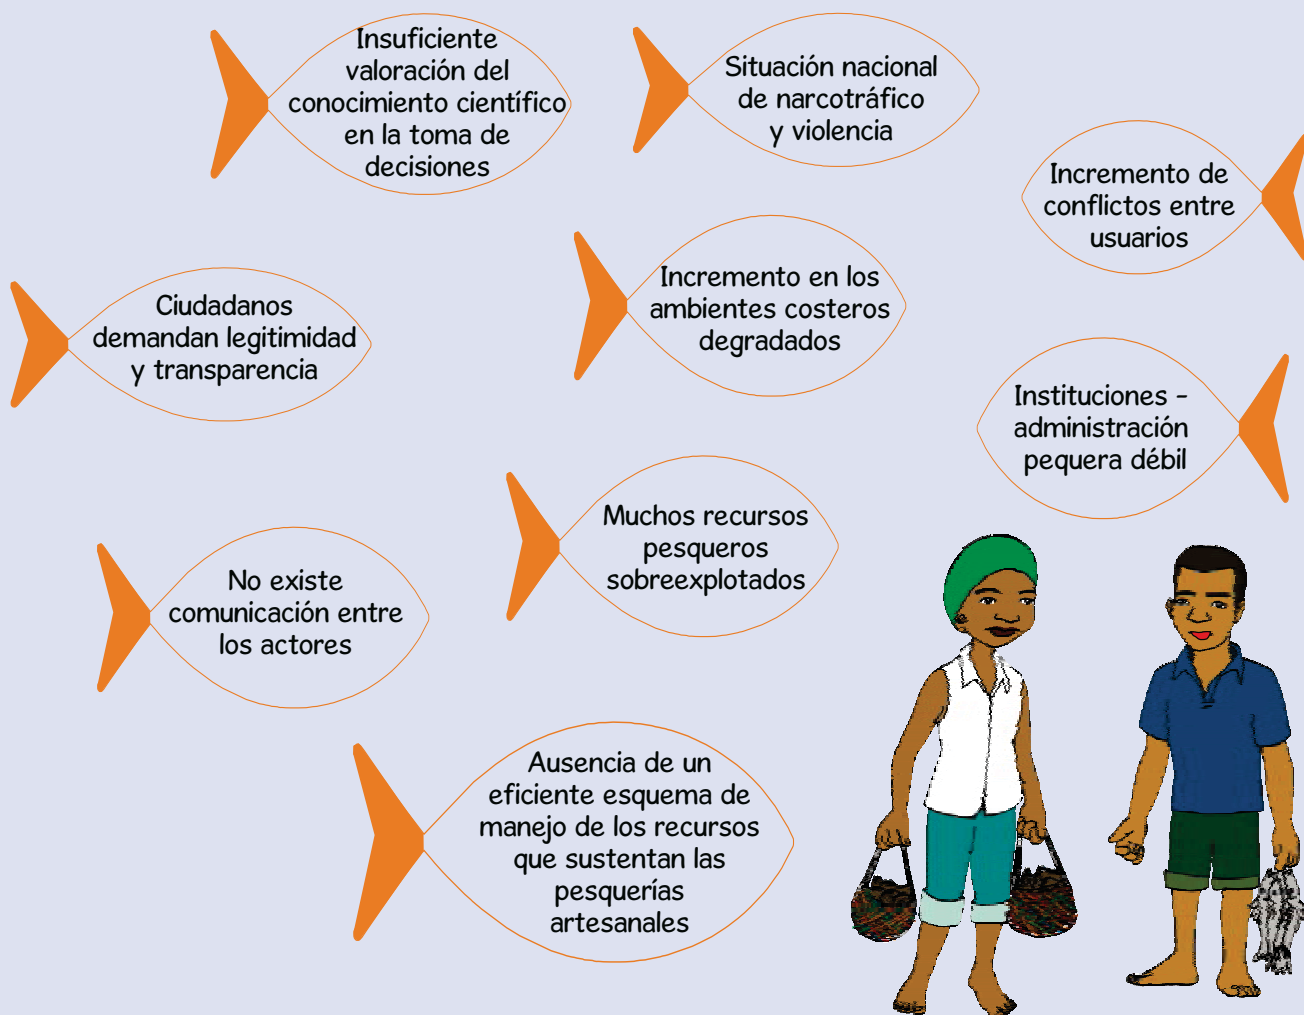 Insuficiente
valoración del
conocimiento científico
en la toma de
decisiones
Situación nacional
de narcotráfico
y violencia
Incremento de
conflictos entre
usuarios
Ciudadanos
demandan legitimidad
y transparencia
Incremento en los
ambientes costeros
degradados
Instituciones -
administración
pequera débil
No existe
comunicación entre
los actores
Muchos recursos
pesqueros
sobreexplotados
Ausencia de un
eficiente esquema de
manejo de los recursos
que sustentan las
pesquerías
artesanales